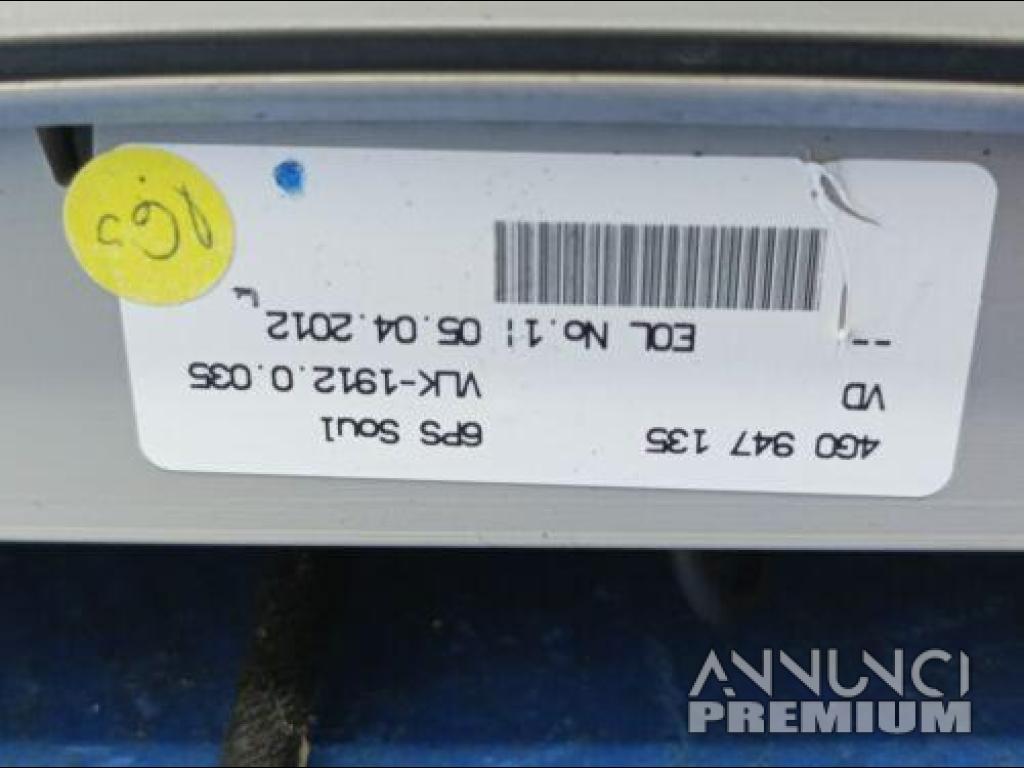 4G0 947 135 6PS Soul
VD VLK-1912.0.035
-- EOL No.1¦ 05.04.2012
ANNUNCI
PREMIUM